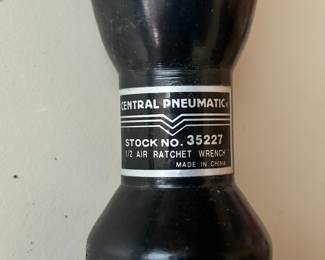 CENTRAL PNEUMATIC®
STOCK NO. 35227
1/2 AIR RATCHET WRENCH
MADE IN CHINA